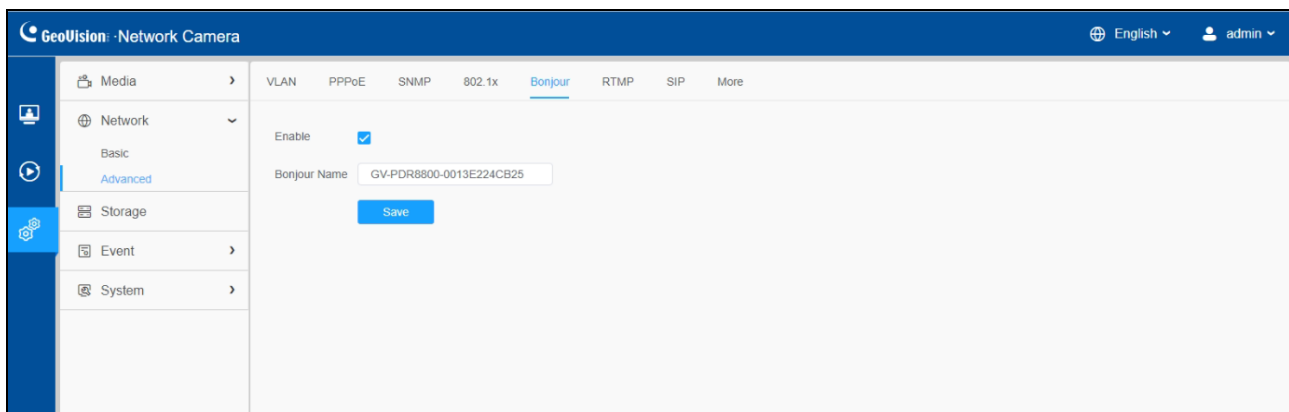 GeoVision Network Camera
English
admin
Media
Network
Basic
Advanced
Storage
Event
System
VLAN PPPoE SNMP 802.1x Bonjour RTMP SIP More
Enable
Bonjour Name GV-PDR8800-0013E224CB25
Save